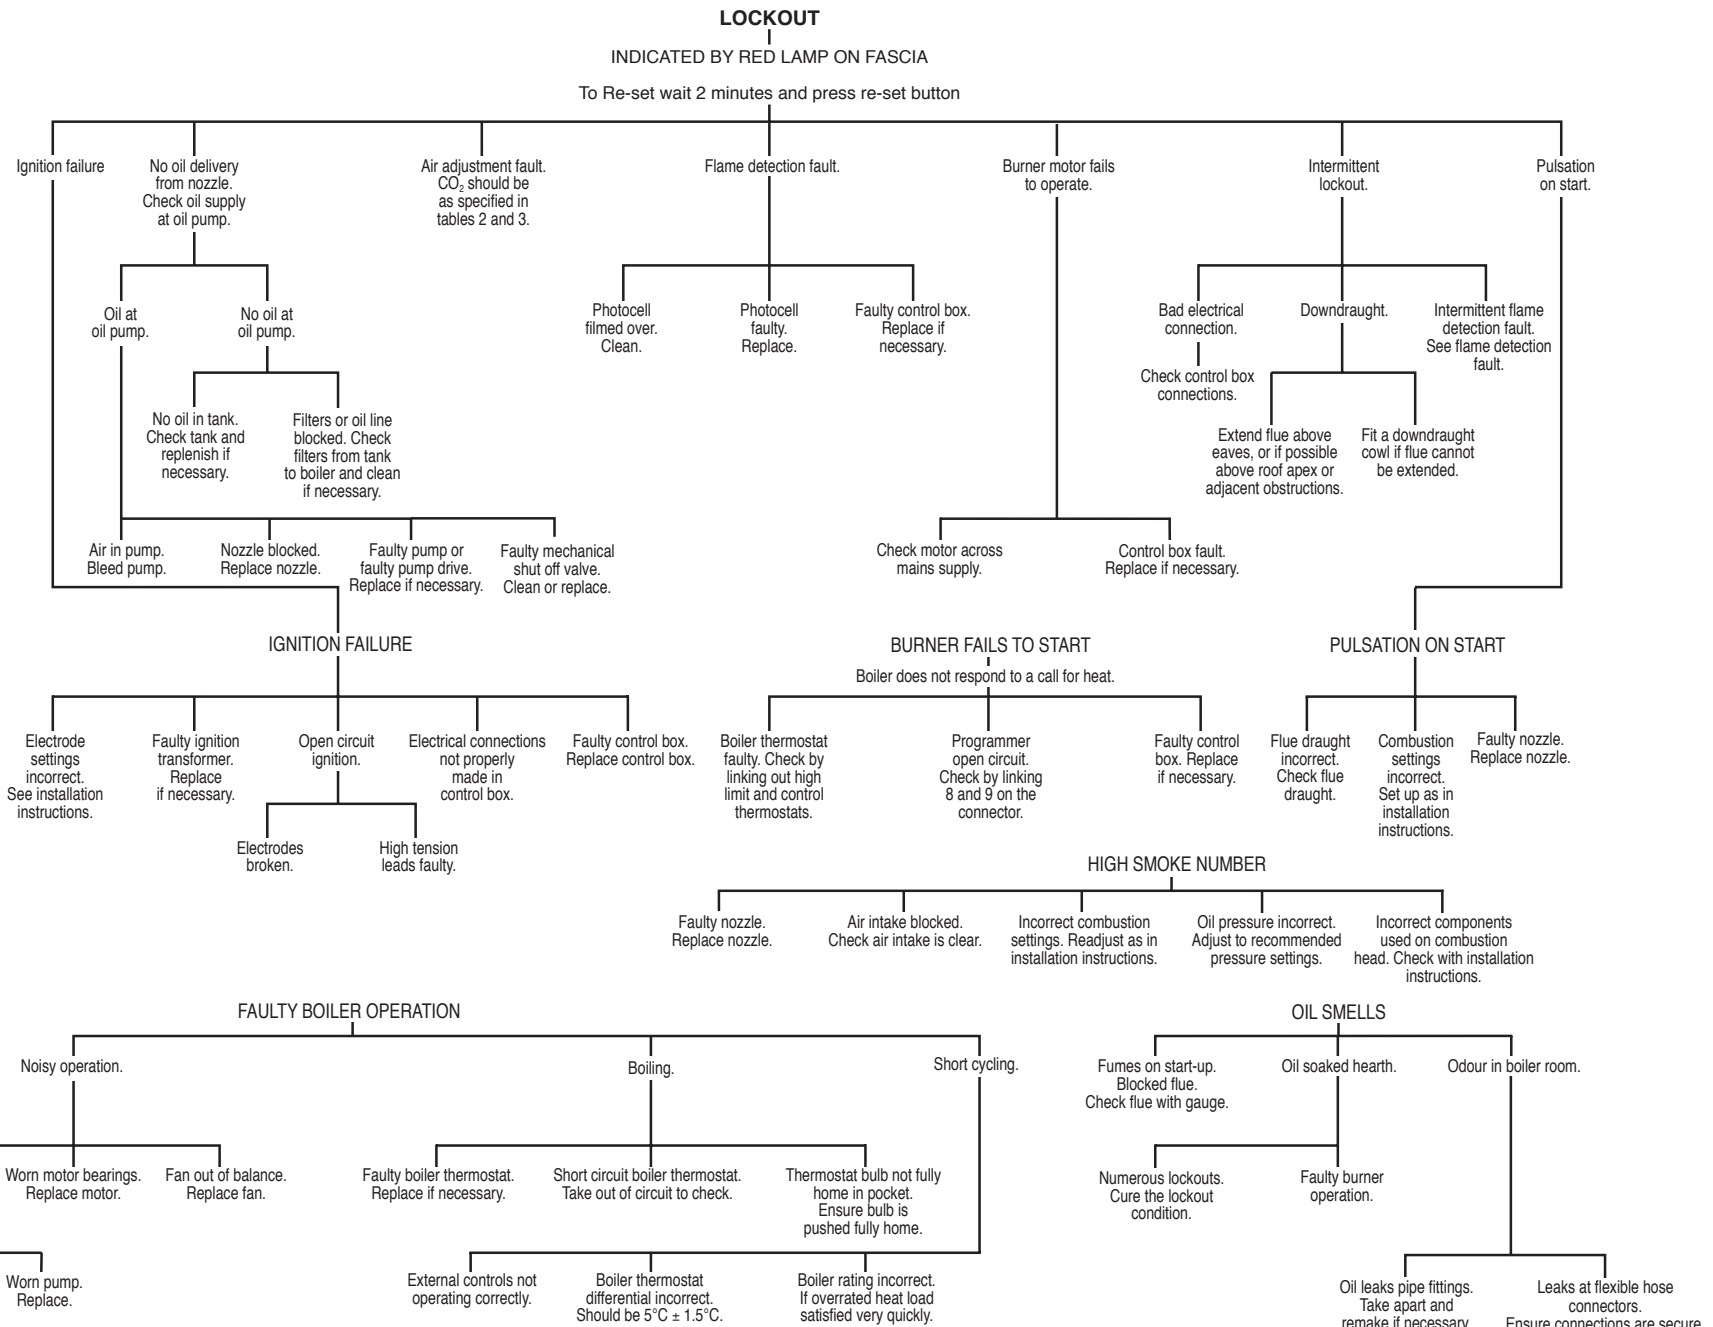 LOCKOUT
INDICATED BY RED LAMP ON FASCIA
To Re-set wait 2 minutes and press re-set button
Ignition failure
No oil delivery
from nozzle.
Check oil supply
at oil pump.
Air adjustment fault.
CO₂ should be
as specified in
tables 2 and 3.
Flame detection fault.
Burner motor fails
to operate.
Intermittent
lockout.
Pulsation
on start.
Oil at
oil pump.
No oil at
oil pump.
Photocell
filmed over.
Clean.
Photocell
faulty.
Replace.
Faulty control box.
Replace if
necessary.
Bad electrical
connection.
Downdraught.
Intermittent flame
detection fault.
See flame detection
fault.
Check control box
connections.
No oil in tank.
Check tank and
replenish if
necessary.
Filters or oil line
blocked. Check
filters from tank
to boiler and clean
if necessary.
Extend flue above
eaves, or if possible
above roof apex or
adjacent obstructions.
Fit a downdraught
cowl if flue cannot
be extended.
Air in pump.
Bleed pump.
Nozzle blocked.
Replace nozzle.
Faulty pump or
faulty pump drive.
Replace if necessary.
Faulty mechanical
shut off valve.
Clean or replace.
Check motor across
mains supply.
Control box fault.
Replace if necessary.
IGNITION FAILURE
Electrode
settings
incorrect.
See installation
instructions.
Faulty ignition
transformer.
Replace
if necessary.
Open circuit
ignition.
Electrical connections
not properly
made in
control box.
Faulty control box.
Replace control box.
Electrodes
broken.
High tension
leads faulty.
BURNER FAILS TO START
Boiler does not respond to a call for heat.
Boiler thermostat
faulty. Check by
linking out high
limit and control
thermostats.
Programmer
open circuit.
Check by linking
8 and 9 on the
connector.
Faulty control
box. Replace
if necessary.
PULSATION ON START
Flue draught
incorrect.
Check flue
draught.
Combustion
settings
incorrect.
Set up as in
installation
instructions.
Faulty nozzle.
Replace nozzle.
HIGH SMOKE NUMBER
Faulty nozzle.
Replace nozzle.
Air intake blocked.
Check air intake is clear.
Incorrect combustion
settings. Readjust as in
installation instructions.
Oil pressure incorrect.
Adjust to recommended
pressure settings.
Incorrect components
used on combustion
head. Check with installation
instructions.
FAULTY BOILER OPERATION
Noisy operation.
Boiling.
Short cycling.
Worn motor bearings.
Replace motor.
Fan out of balance.
Replace fan.
Faulty boiler thermostat.
Replace if necessary.
Short circuit boiler thermostat.
Take out of circuit to check.
Thermostat bulb not fully
home in pocket.
Ensure bulb is
pushed fully home.
Worn pump.
Replace.
External controls not
operating correctly.
Boiler thermostat
differential incorrect.
Should be 5°C ± 1.5°C.
Boiler rating incorrect.
If overrated heat load
satisfied very quickly.
OIL SMELLS
Fumes on start-up.
Blocked flue.
Check flue with gauge.
Oil soaked hearth.
Odour in boiler room.
Numerous lockouts.
Cure the lockout
condition.
Faulty burner
operation.
Oil leaks pipe fittings.
Take apart and
remake if necessary.
Leaks at flexible hose
connectors.
Ensure connections are secure